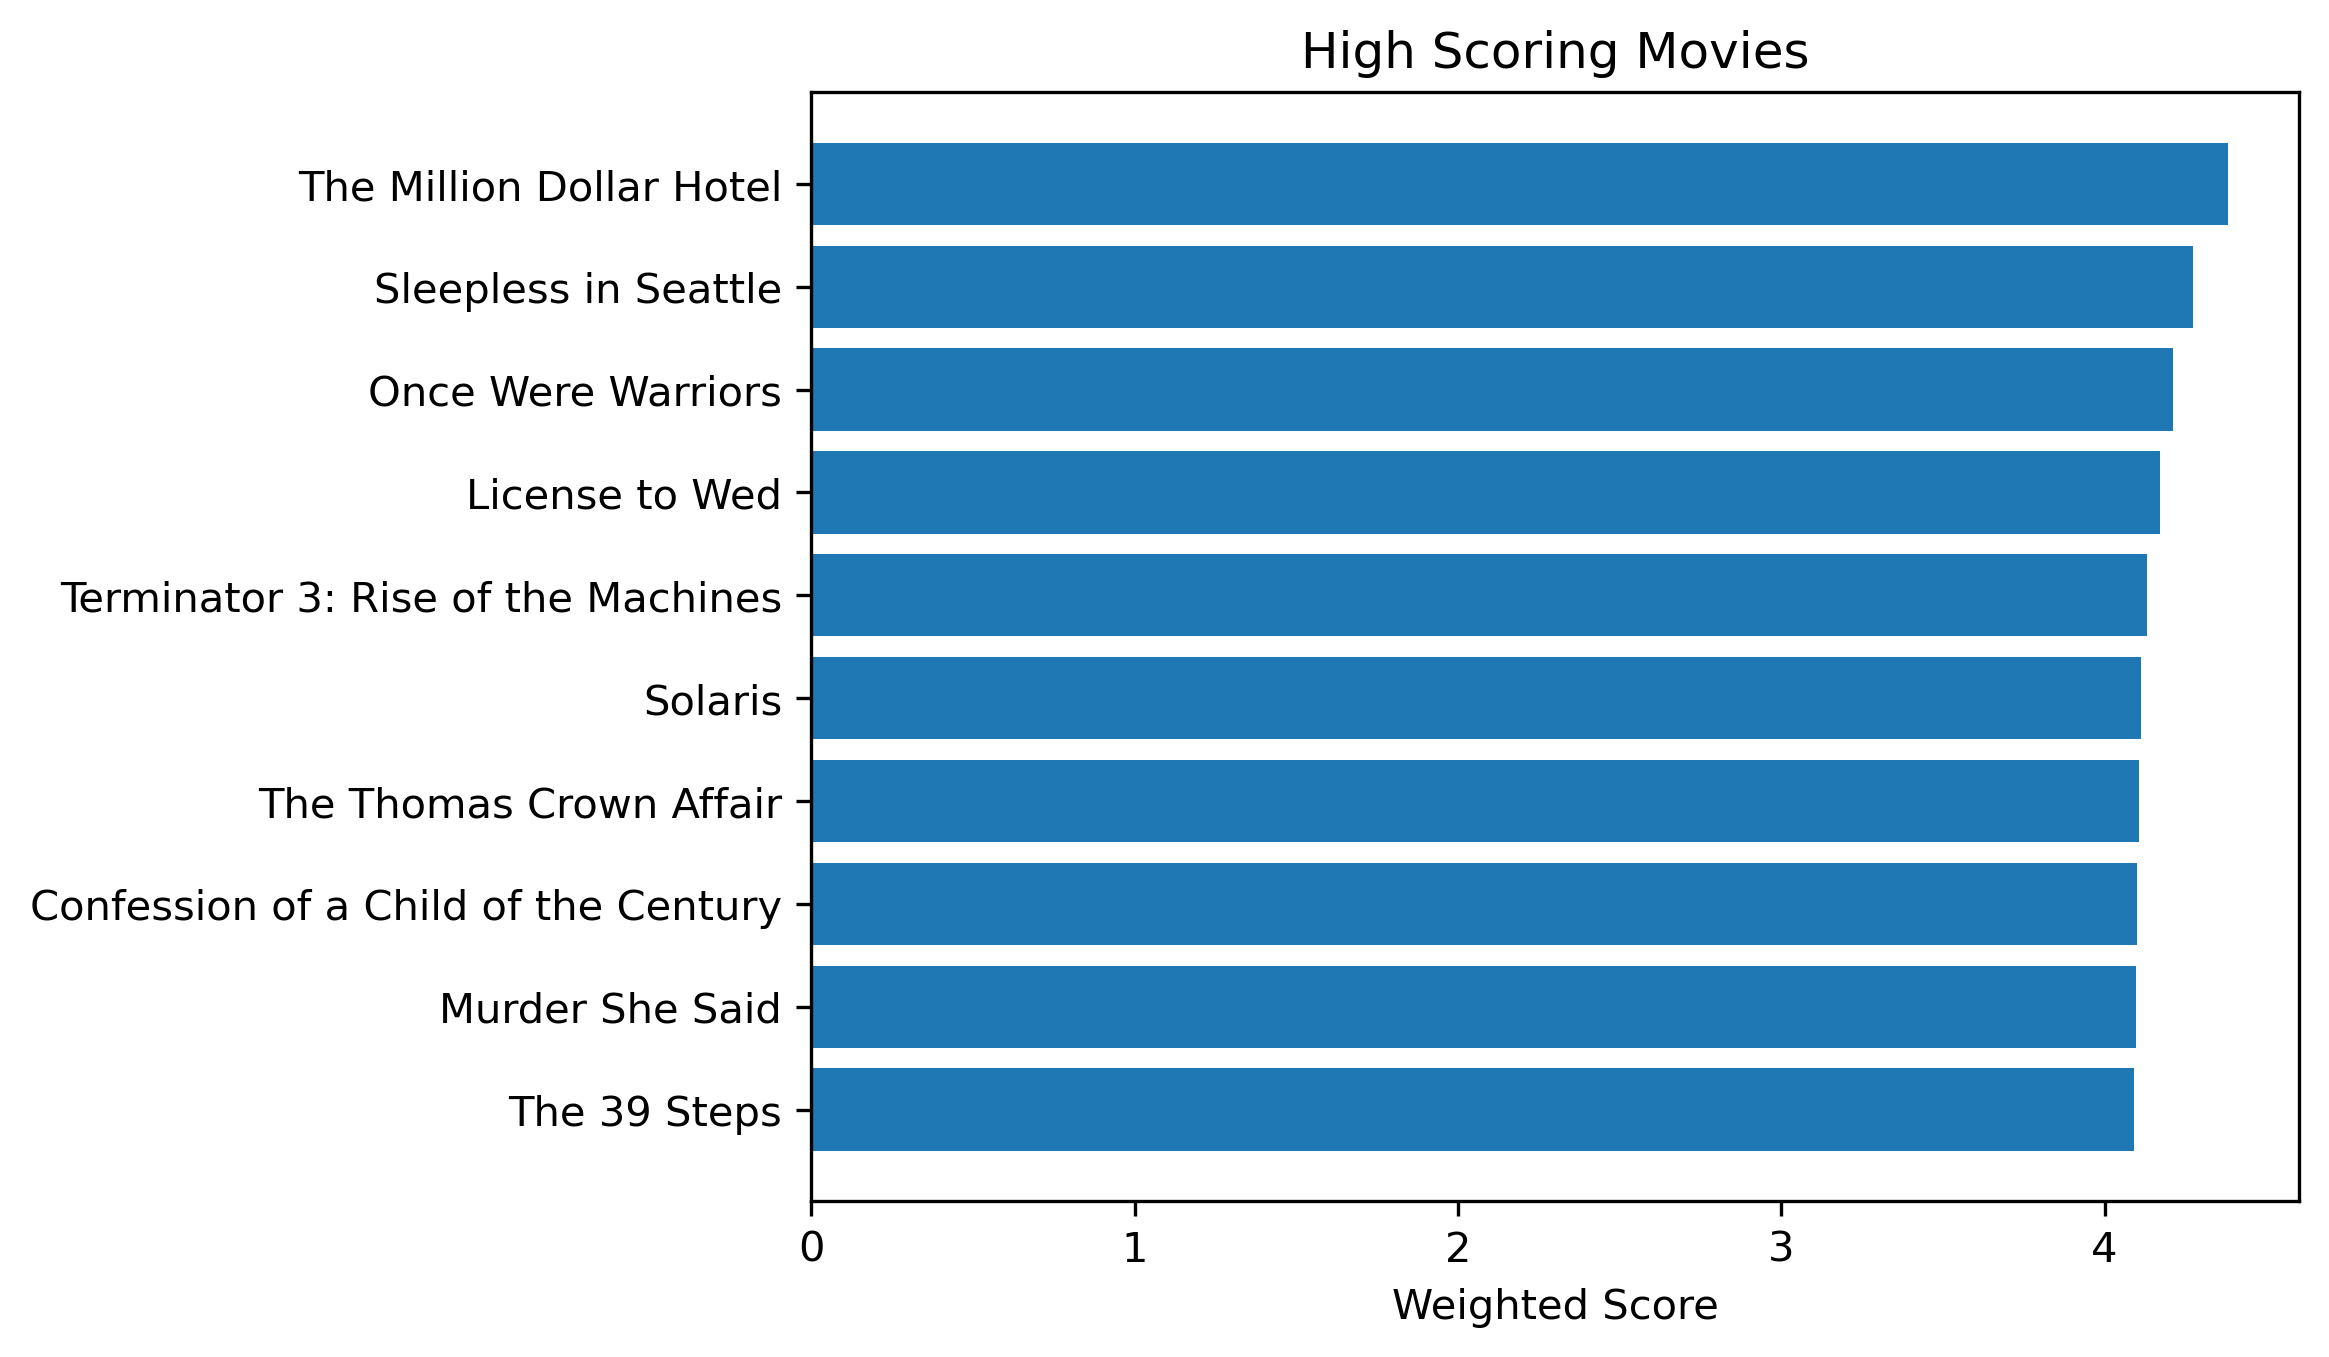 High Scoring Movies
The Million Dollar Hotel
Sleepless in Seattle
Once Were Warriors
License to Wed
Terminator 3: Rise of the Machines
Solaris
The Thomas Crown Affair
Confession of a Child of the Century
Murder She Said
The 39 Steps
0 1 2 3 4
Weighted Score